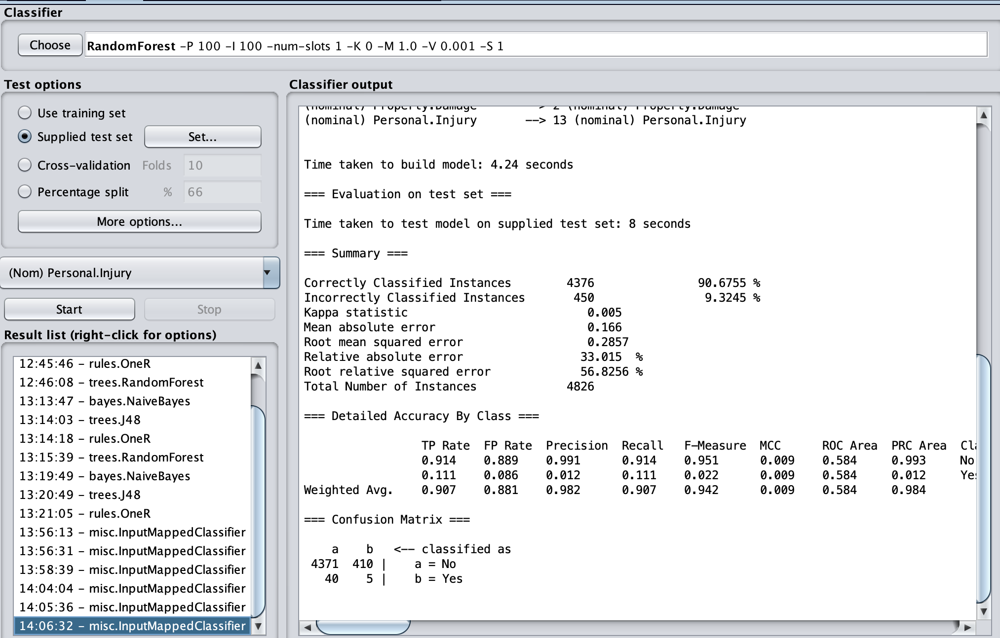 Classifier
Choose RandomForest -P 100 -I 100 -num-slots 1 -K 0 -M 1.0 -V 0.001 -S 1
Test options
Use training set
Supplied test set Set...
Cross-validation Folds 10
Percentage split % 66
More options...
(Nom) Personal.Injury
Start Stop
Result list (right-click for options)
12:45:46 - rules.OneR
12:46:08 - trees.RandomForest
13:13:47 - bayes.NaiveBayes
13:14:03 - trees.J48
13:14:18 - rules.OneR
13:15:39 - trees.RandomForest
13:19:49 - bayes.NaiveBayes
13:20:49 - trees.J48
13:21:05 - rules.OneR
13:56:13 - misc.InputMappedClassifier
13:56:31 - misc.InputMappedClassifier
13:58:39 - misc.InputMappedClassifier
14:04:04 - misc.InputMappedClassifier
14:05:36 - misc.InputMappedClassifier
14:06:32 - misc.InputMappedClassifier
Classifier output
(nominal) Property.Damage --> 2 (nominal) Property.Damage
(nominal) Personal.Injury --> 13 (nominal) Personal.Injury
Time taken to build model: 4.24 seconds
=== Evaluation on test set ===
Time taken to test model on supplied test set: 8 seconds
=== Summary ===
Correctly Classified Instances 4376 90.6755 %
Incorrectly Classified Instances 450 9.3245 %
Kappa statistic 0.005
Mean absolute error 0.166
Root mean squared error 0.2857
Relative absolute error 33.015 %
Root relative squared error 56.8256 %
Total Number of Instances 4826
=== Detailed Accuracy By Class ===
TP Rate FP Rate Precision Recall F-Measure MCC ROC Area PRC Area Cla
0.914 0.889 0.991 0.914 0.951 0.009 0.584 0.993 No
0.111 0.086 0.012 0.111 0.022 0.009 0.584 0.012 Yes
Weighted Avg. 0.907 0.881 0.982 0.907 0.942 0.009 0.584 0.984
=== Confusion Matrix ===
a b <-- classified as
4371 410 | a = No
40 5 | b = Yes